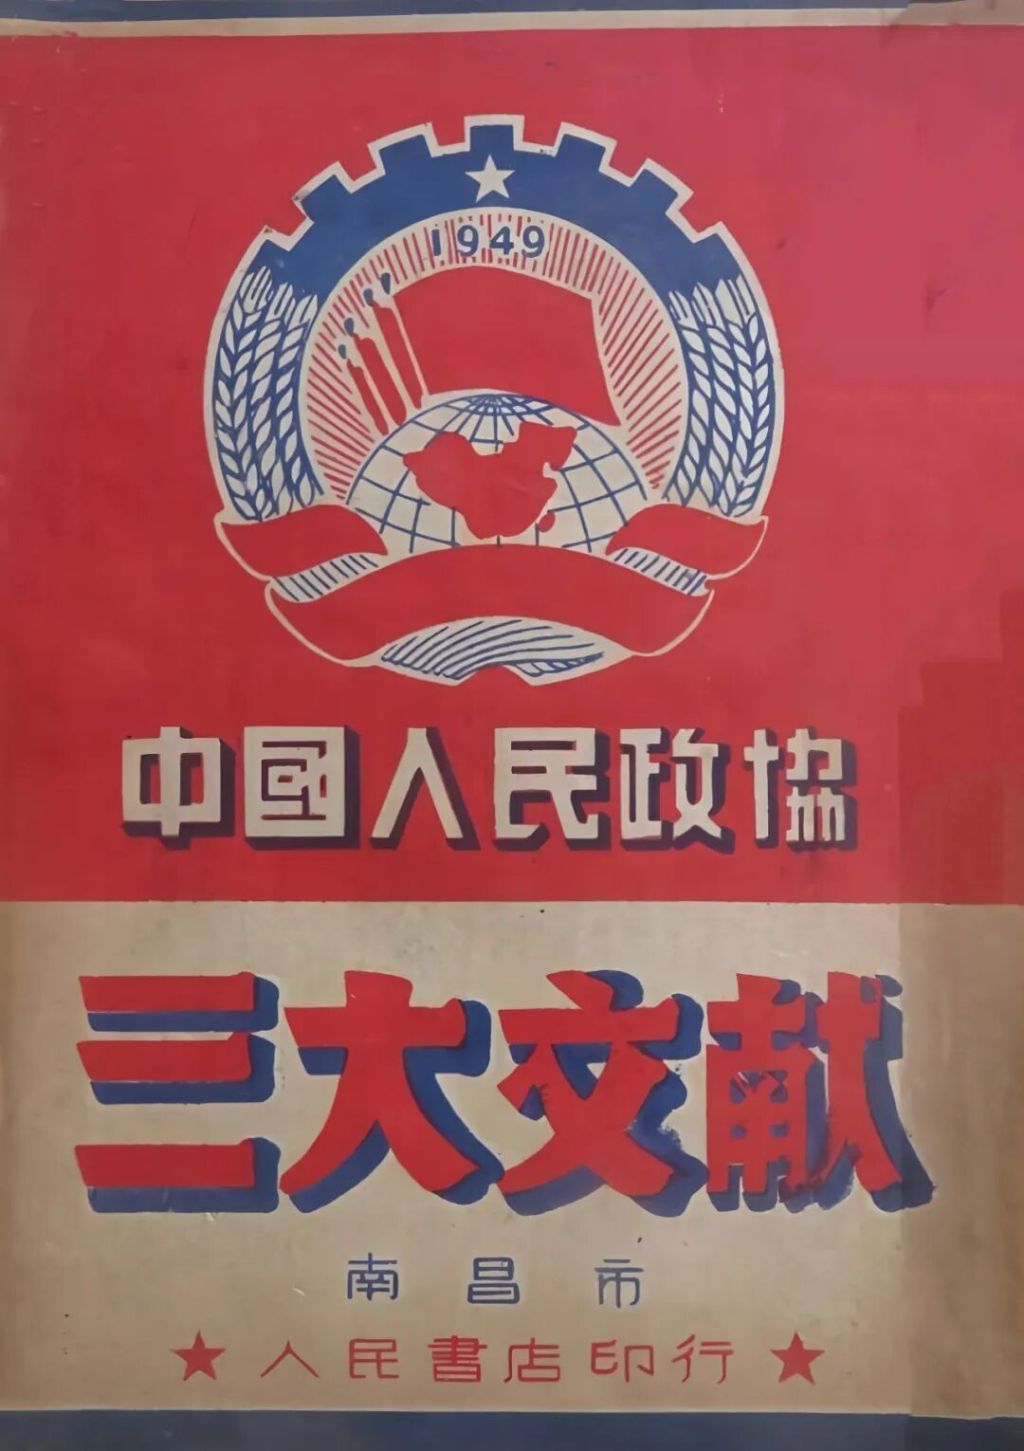 1949
中國人民政協
三大文献
南昌市
★人民書店印行★